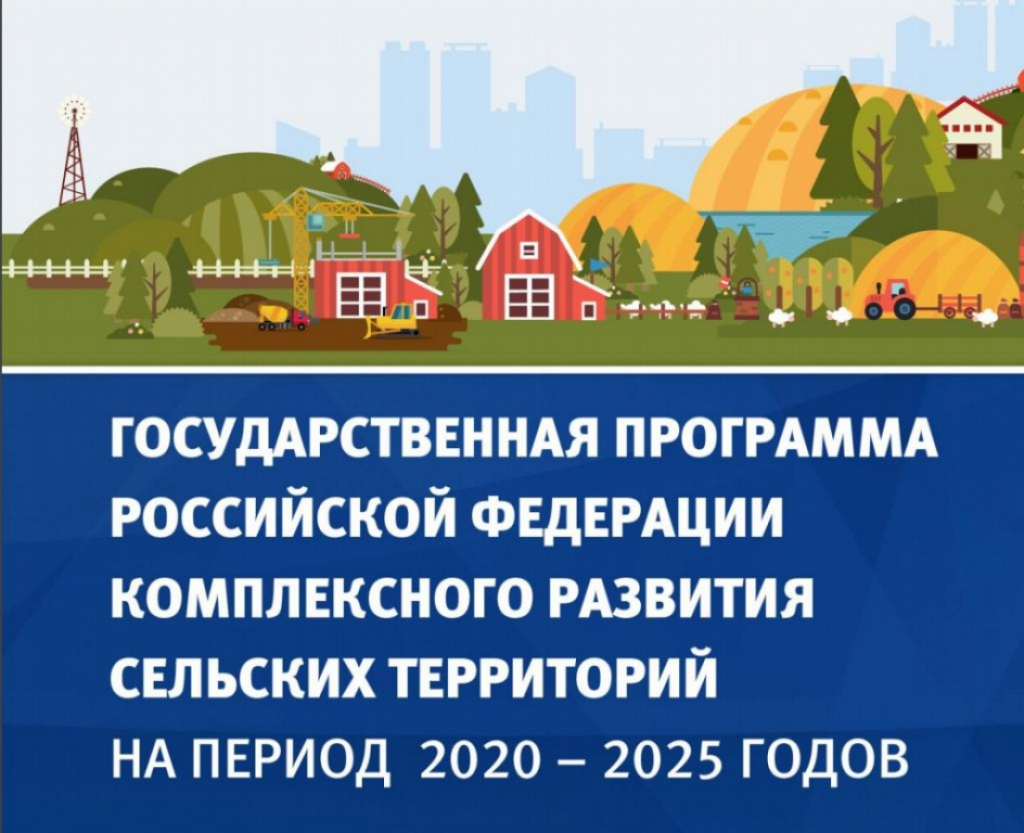 ГОСУДАРСТВЕННАЯ ПРОГРАММА
РОССИЙСКОЙ ФЕДЕРАЦИИ
КОМПЛЕКСНОГО РАЗВИТИЯ
СЕЛЬСКИХ ТЕРРИТОРИЙ
НА ПЕРИОД 2020 – 2025 ГОДОВ